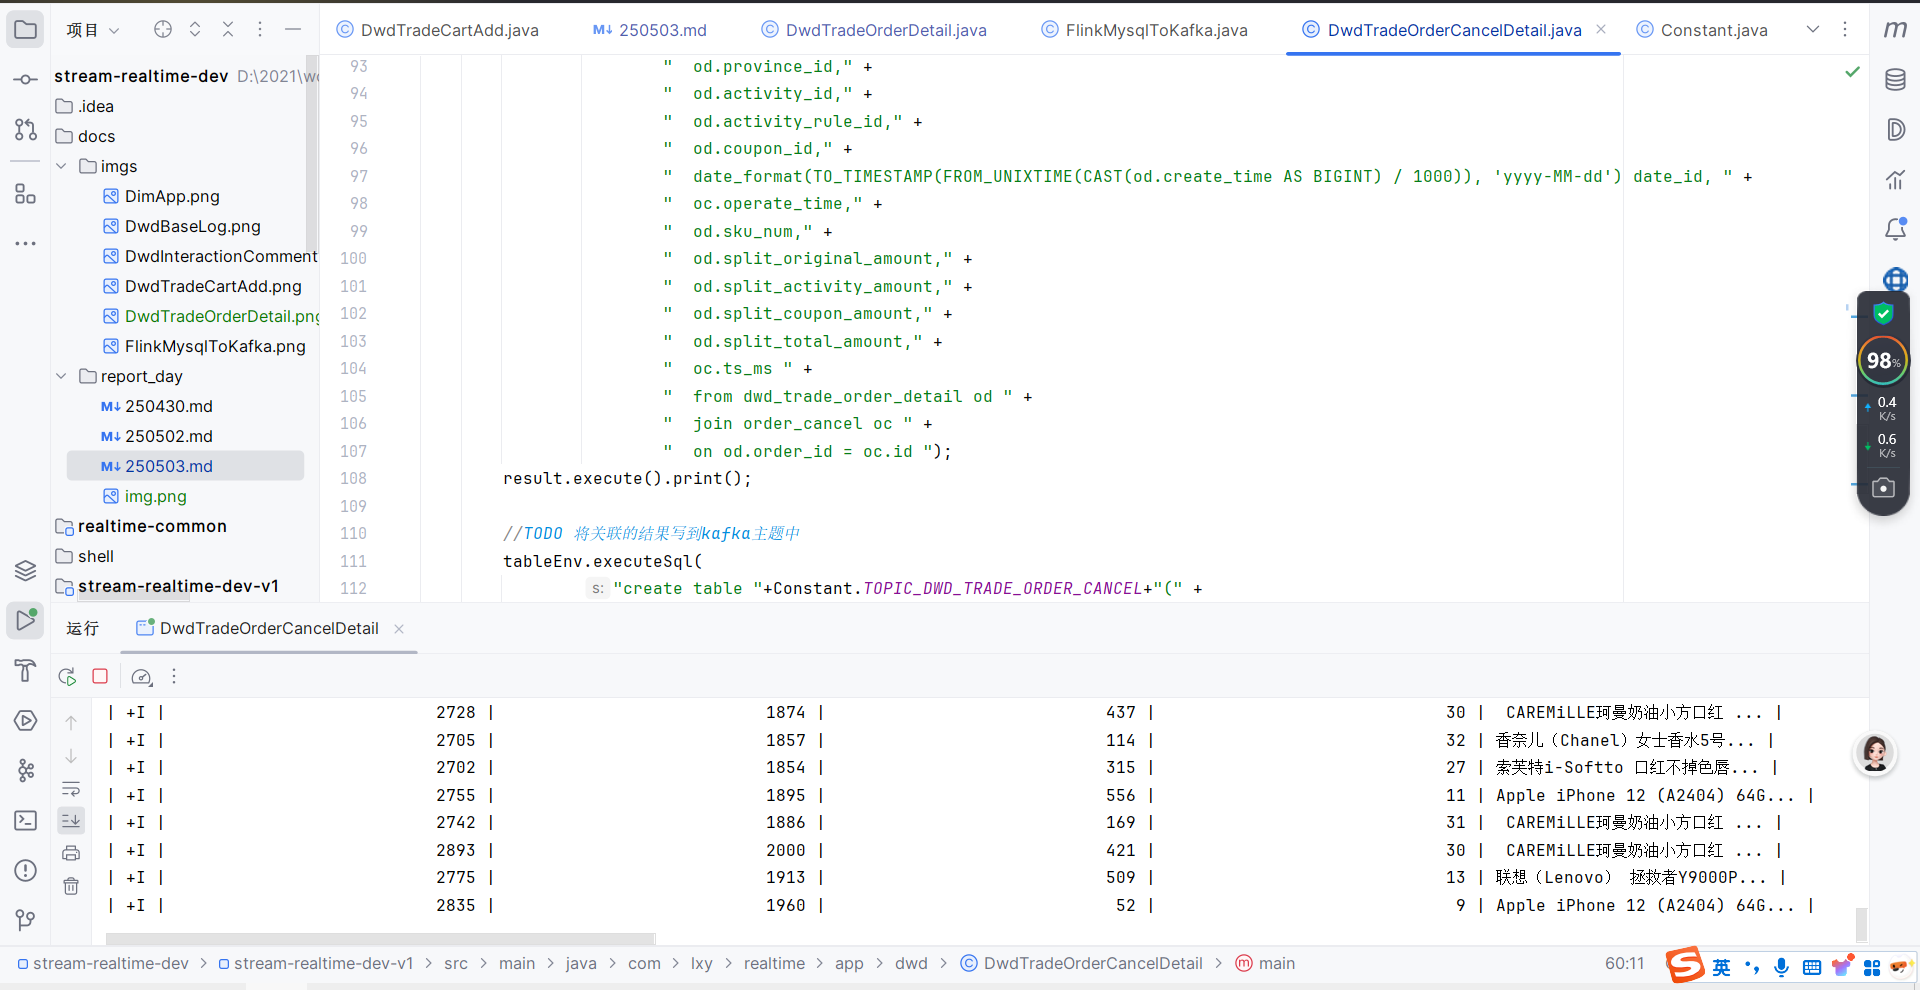 项目
DwdTradeCartAdd.java
M↓ 250503.md
DwdTradeOrderDetail.java
FlinkMysqlToKafka.java
DwdTradeOrderCancelDetail.java
Constant.java
stream-realtime-dev D:\2021\w
.idea
docs
imgs
DimApp.png
DwdBaseLog.png
DwdInteractionComment
DwdTradeCartAdd.png
DwdTradeOrderDetail.png
FlinkMysqlToKafka.png
report_day
M↓ 250430.md
M↓ 250502.md
M↓ 250503.md
img.png
realtime-common
shell
stream-realtime-dev-v1
93 "  od.province_id," +
94 "  od.activity_id," +
95 "  od.activity_rule_id," +
96 "  od.coupon_id," +
97 "  date_format(TO_TIMESTAMP(FROM_UNIXTIME(CAST(od.create_time AS BIGINT) / 1000)), 'yyyy-MM-dd') date_id, " +
98 "  oc.operate_time," +
99 "  od.sku_num," +
100 "  od.split_original_amount," +
101 "  od.split_activity_amount," +
102 "  od.split_coupon_amount," +
103 "  od.split_total_amount," +
104 "  oc.ts_ms " +
105 "  from dwd_trade_order_detail od " +
106 "  join order_cancel oc " +
107 "  on od.order_id = oc.id ");
108 result.execute().print();
109
110 //TODO 将关联的结果写到kafka主题中
111 tableEnv.executeSql(
112 s: "create table "+Constant.TOPIC_DWD_TRADE_ORDER_CANCEL+"(" +
98%
0.4
K/s
0.6
K/s
运行
DwdTradeOrderCancelDetail
| +I | 2728 | 1874 | 437 | 30 | CAREMiLLE珂曼奶油小方口红 ... |
| +I | 2705 | 1857 | 114 | 32 | 香奈儿（Chanel）女士香水5号... |
| +I | 2702 | 1854 | 315 | 27 | 索芙特i-Softto 口红不掉色唇... |
| +I | 2755 | 1895 | 556 | 11 | Apple iPhone 12 (A2404) 64G... |
| +I | 2742 | 1886 | 169 | 31 | CAREMiLLE珂曼奶油小方口红 ... |
| +I | 2893 | 2000 | 421 | 30 | CAREMiLLE珂曼奶油小方口红 ... |
| +I | 2775 | 1913 | 509 | 13 | 联想（Lenovo） 拯救者Y9000P... |
| +I | 2835 | 1960 | 52 | 9 | Apple iPhone 12 (A2404) 64G... |
stream-realtime-dev > stream-realtime-dev-v1 > src > main > java > com > lxy > realtime > app > dwd > DwdTradeOrderCancelDetail > main
60:11
英